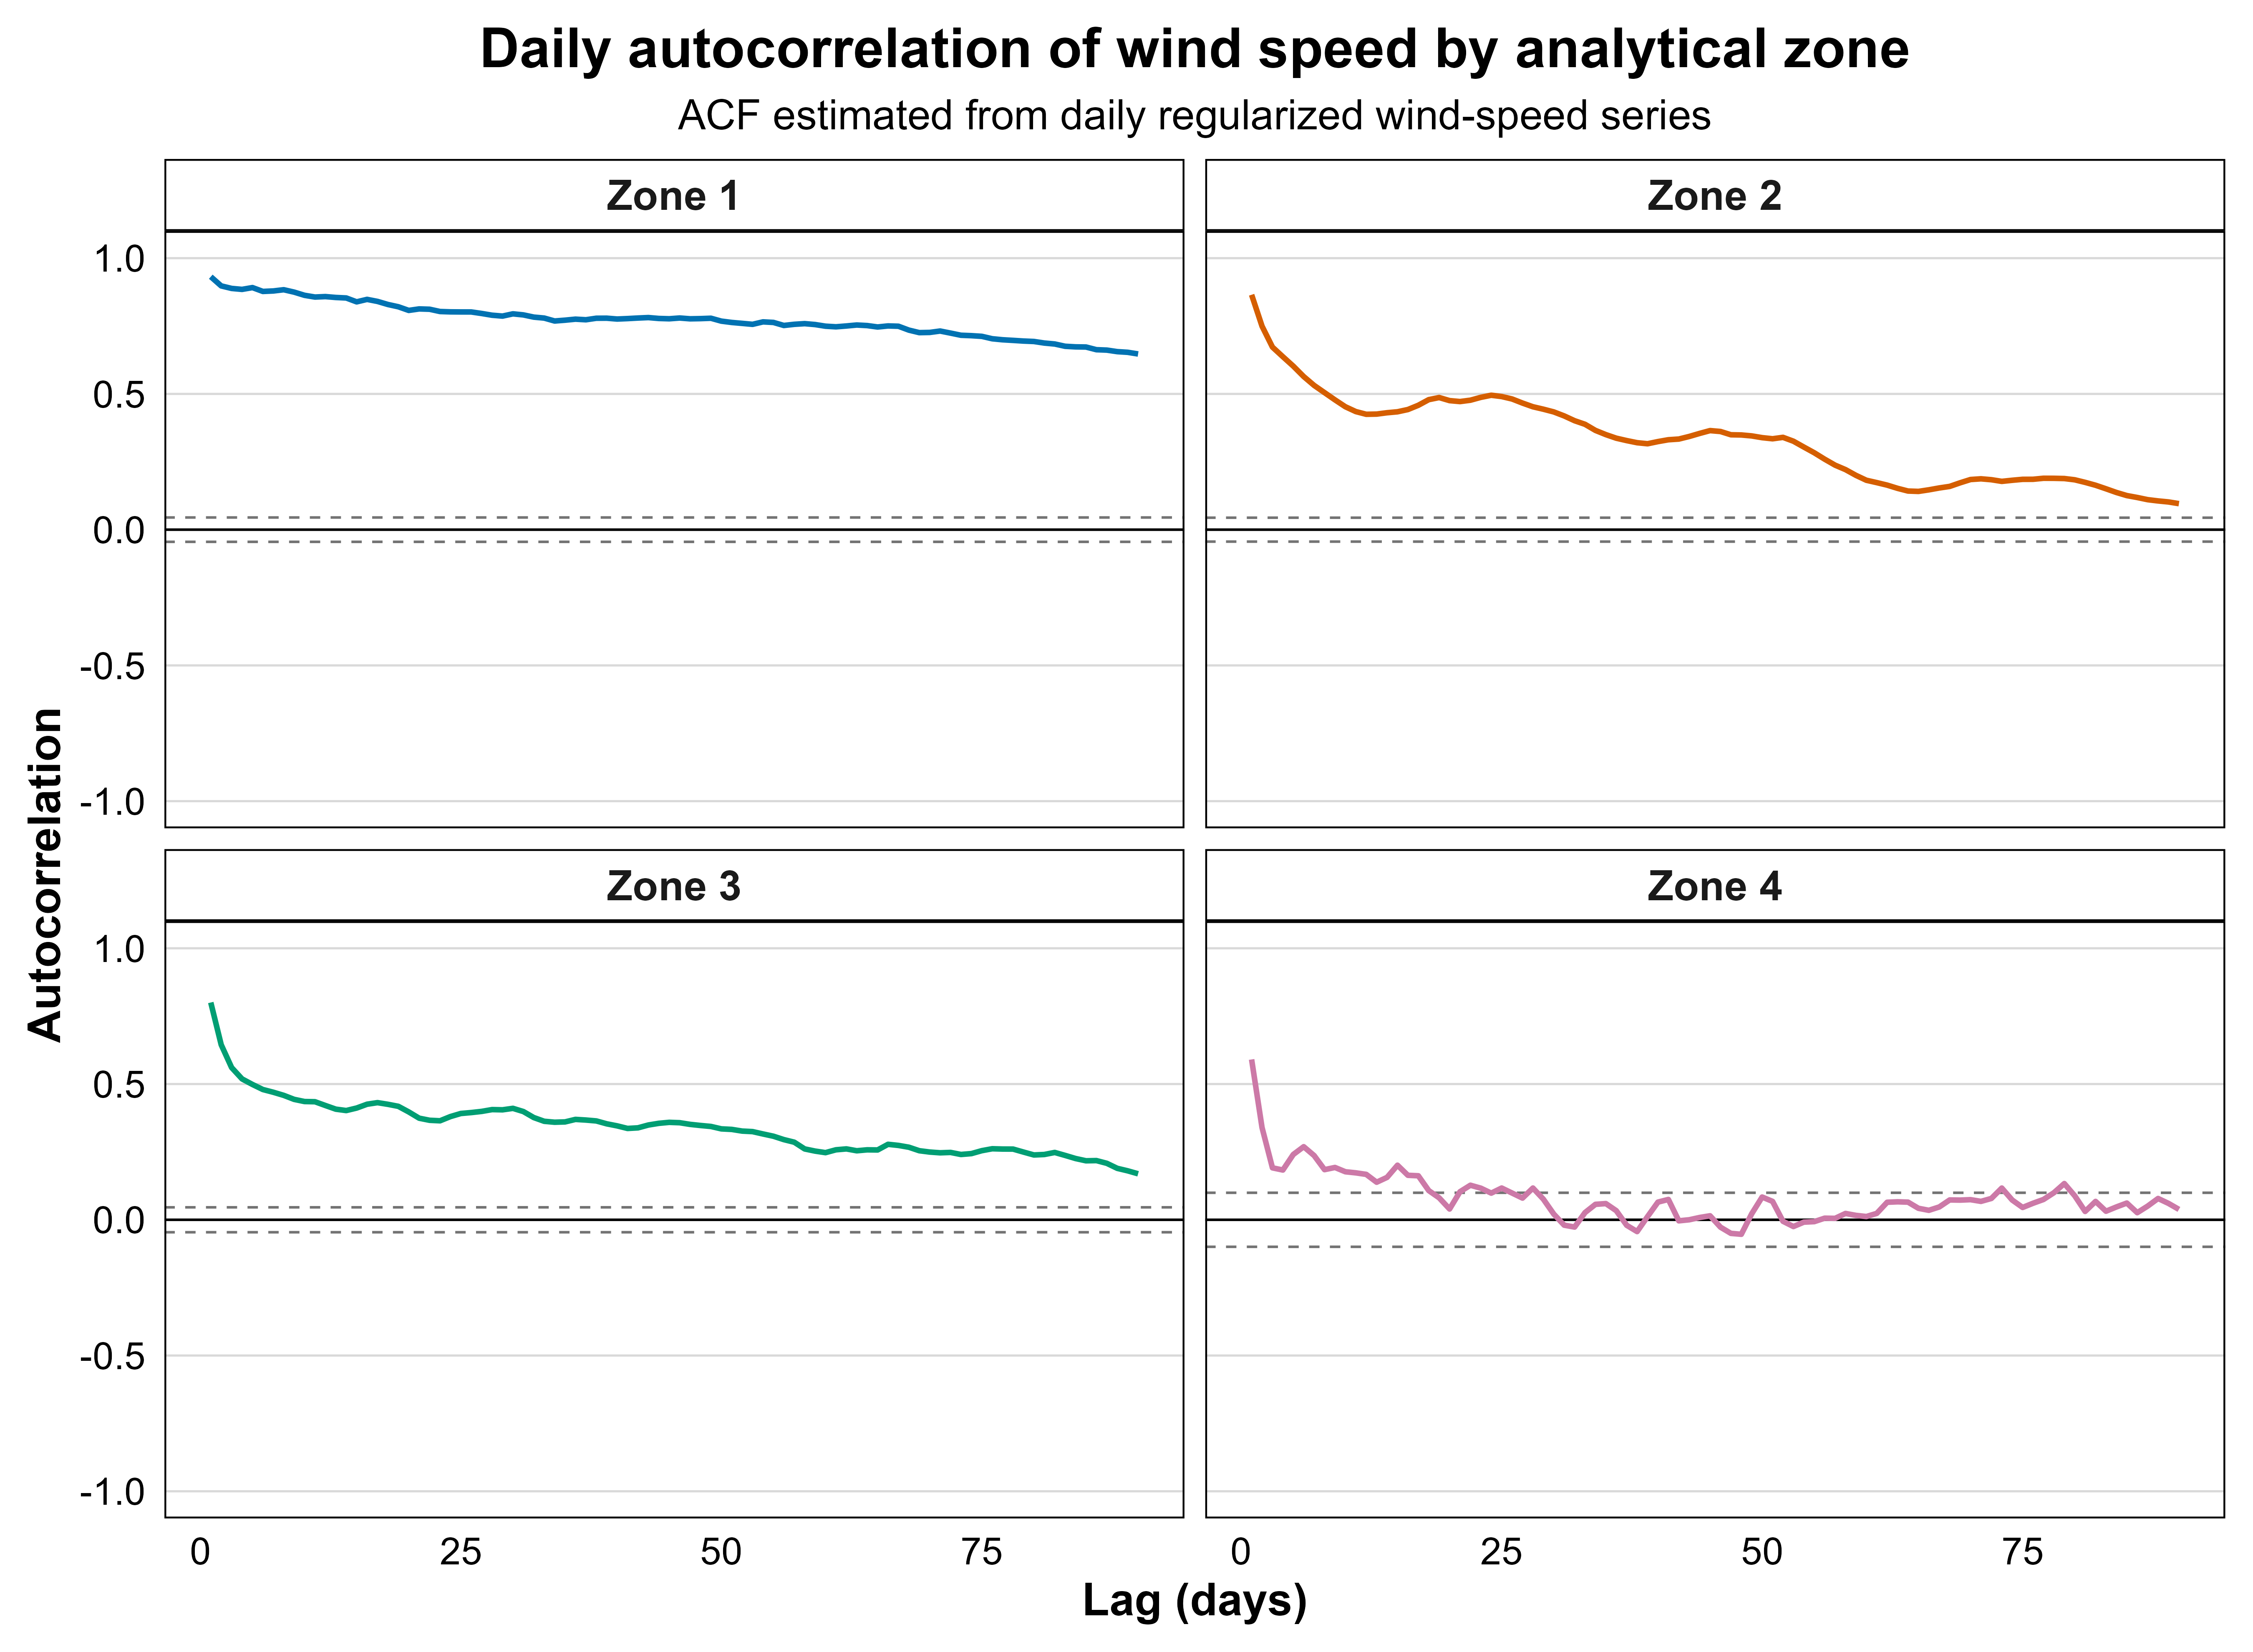 Daily autocorrelation of wind speed by analytical zone
ACF estimated from daily regularized wind-speed series
Zone 1
Zone 2
1.0
0.5
0.0
-0.5
-1.0
Autocorrelation
Zone 3
Zone 4
1.0
0.5
0.0
-0.5
-1.0
0 25 50 75 0 25 50 75
Lag (days)